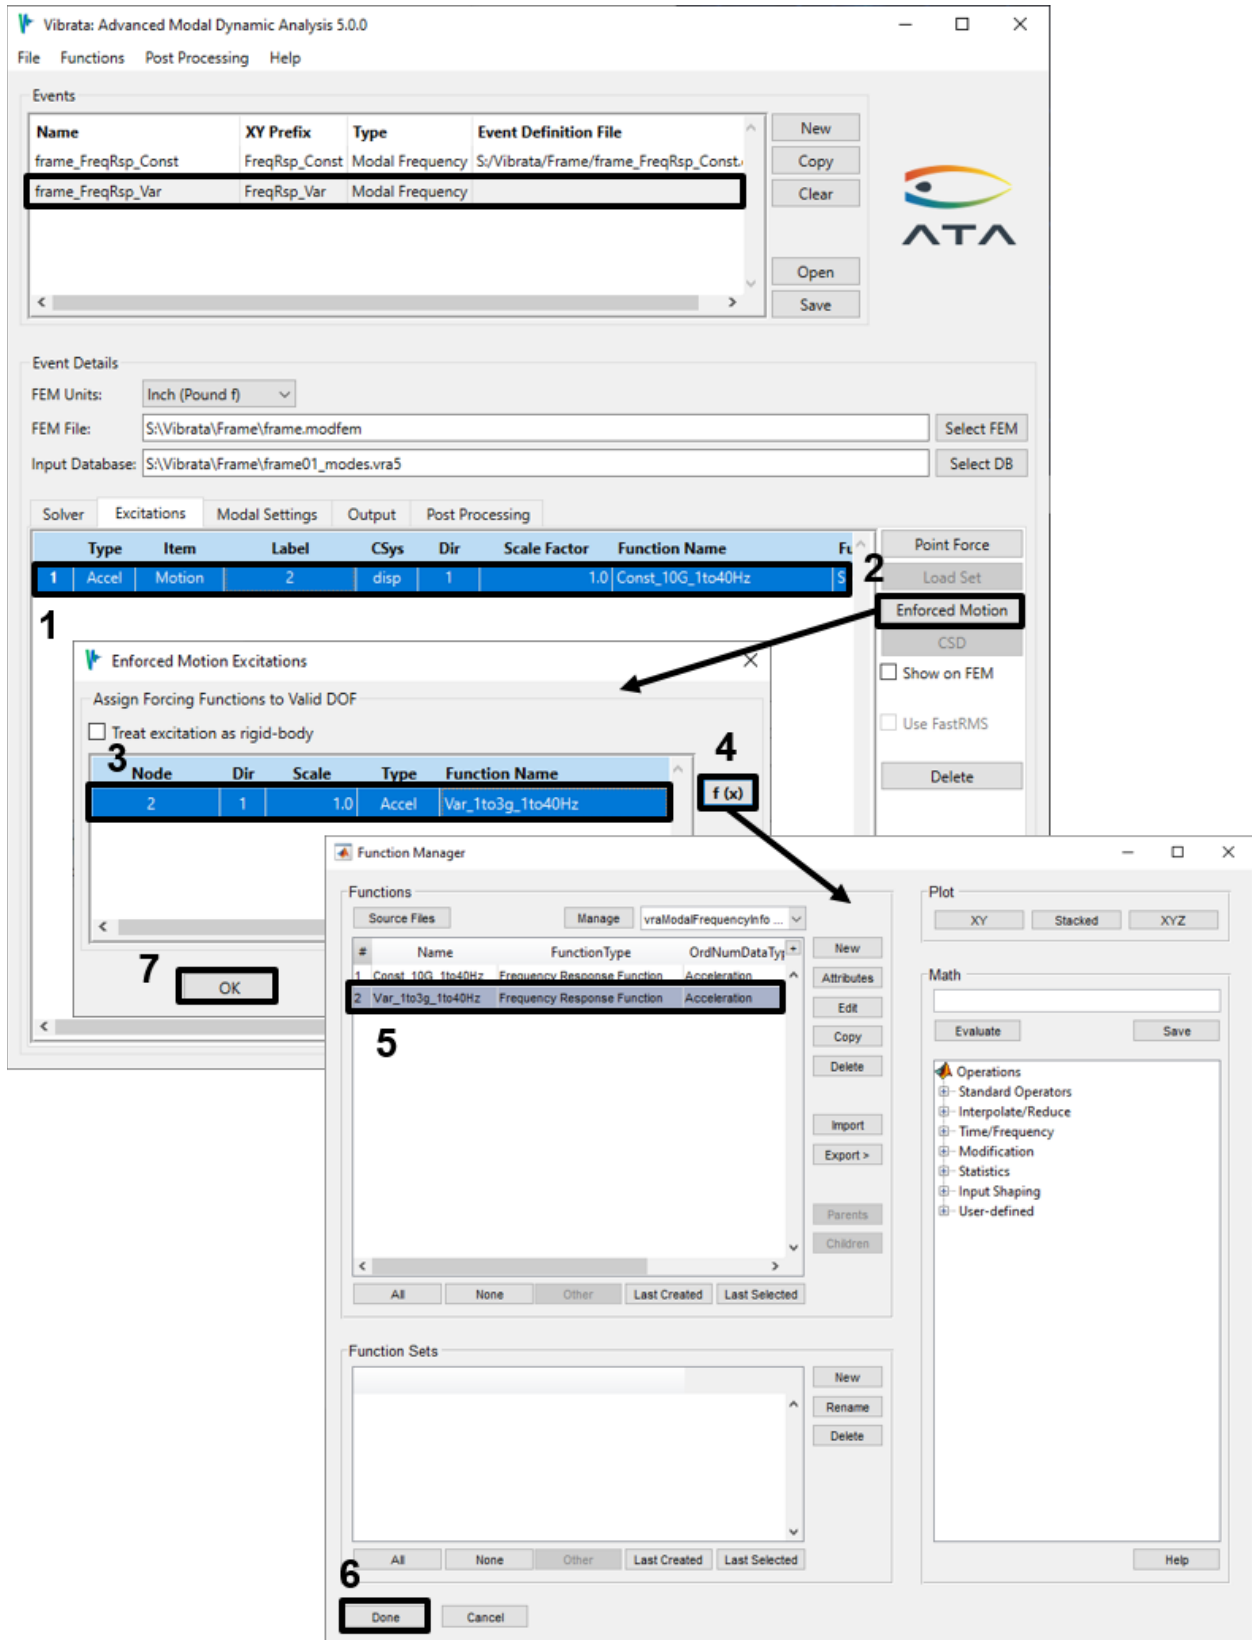 Vibrata: Advanced Modal Dynamic Analysis 5.0.0
File Functions Post Processing Help
Events
Name XY Prefix Type Event Definition File
frame_FreqRsp_Const FreqRsp_Const Modal Frequency S:/Vibrata/Frame/frame_FreqRsp_Const.
frame_FreqRsp_Var FreqRsp_Var Modal Frequency
New
Copy
Clear
Open
Save
ATA
Event Details
FEM Units: Inch (Pound f)
FEM File: S:\Vibrata\Frame\frame.modfem Select FEM
Input Database: S:\Vibrata\Frame\frame01_modes.vra5 Select DB
Solver Excitations Modal Settings Output Post Processing
Type Item Label CSys Dir Scale Factor Function Name Fu
1 Accel Motion 2 disp 1 1.0 Const_10G_1to40Hz S
1
2
Point Force
Load Set
Enforced Motion
CSD
Show on FEM
Use FastRMS
Delete
Enforced Motion Excitations
Assign Forcing Functions to Valid DOF
Treat excitation as rigid-body
3
Node Dir Scale Type Function Name
2 1 1.0 Accel Var_1to3g_1to40Hz
4
f (x)
7
OK
Function Manager
Functions
Source Files Manage vraModalFrequencyInfo ...
# Name FunctionType OrdNumDataTyp +
1 Const_10G_1to40Hz Frequency Response Function Acceleration
2 Var_1to3g_1to40Hz Frequency Response Function Acceleration
5
New
Attributes
Edit
Copy
Delete
Import
Export >
Parents
Children
All None Other Last Created Last Selected
Function Sets
New
Rename
Delete
All None Other Last Created Last Selected
6
Done Cancel
Plot
XY Stacked XYZ
Math
Evaluate Save
Operations
Standard Operators
Interpolate/Reduce
Time/Frequency
Modification
Statistics
Input Shaping
User-defined
Help